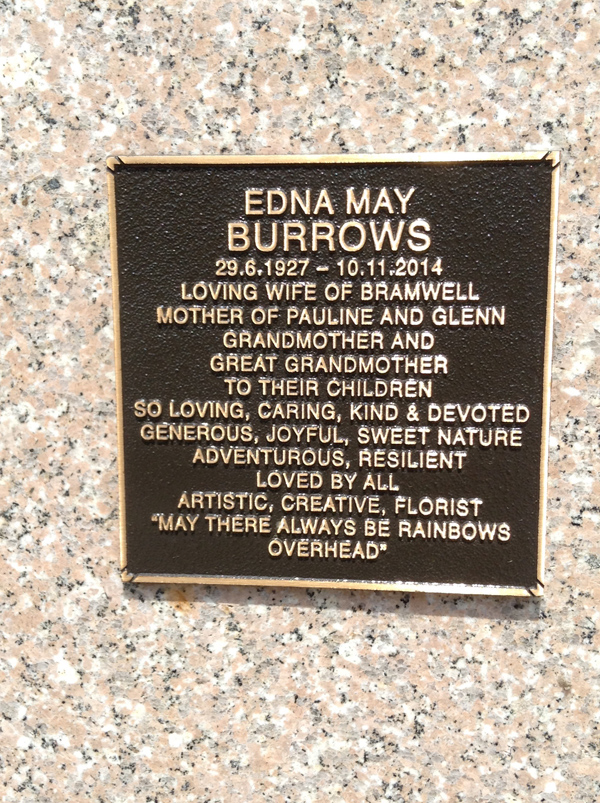 EDNA MAY
BURROWS
29.6.1927 – 10.11.2014
LOVING WIFE OF BRAMWELL
MOTHER OF PAULINE AND GLENN
GRANDMOTHER AND
GREAT GRANDMOTHER
TO THEIR CHILDREN
SO LOVING, CARING, KIND & DEVOTED
GENEROUS, JOYFUL, SWEET NATURE
ADVENTUROUS, RESILIENT
LOVED BY ALL
ARTISTIC, CREATIVE, FLORIST
"MAY THERE ALWAYS BE RAINBOWS
OVERHEAD"